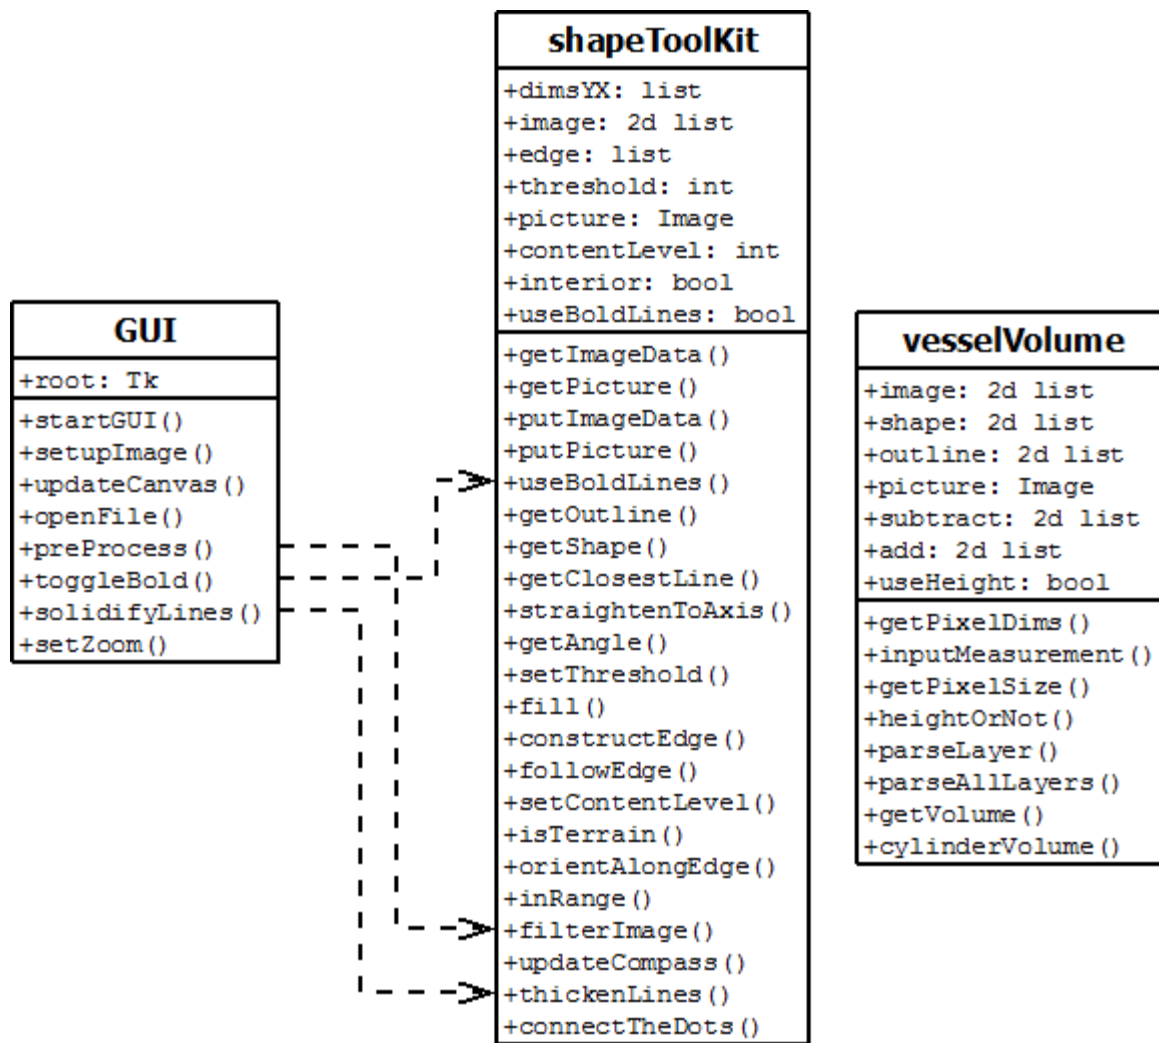 shapeToolKit
+dimsYX: list
+image: 2d list
+edge: list
+threshold: int
+picture: Image
+contentLevel: int
+interior: bool
+useBoldLines: bool
+getImageData()
+getPicture()
+putImageData()
+putPicture()
+useBoldLines()
+getOutline()
+getShape()
+getClosestLine()
+straightenToAxis()
+getAngle()
+setThreshold()
+fill()
+constructEdge()
+followEdge()
+setContentLevel()
+isTerrain()
+orientAlongEdge()
+inRange()
+filterImage()
+updateCompass()
+thickenLines()
+connectTheDots()
GUI
+root: Tk
+startGUI()
+setupImage()
+updateCanvas()
+openFile()
+preProcess()
+toggleBold()
+solidifyLines()
+setZoom()
vesselVolume
+image: 2d list
+shape: 2d list
+outline: 2d list
+picture: Image
+subtract: 2d list
+add: 2d list
+useHeight: bool
+getPixelDims()
+inputMeasurement()
+getPixelSize()
+heightOrNot()
+parseLayer()
+parseAllLayers()
+getVolume()
+cylinderVolume()